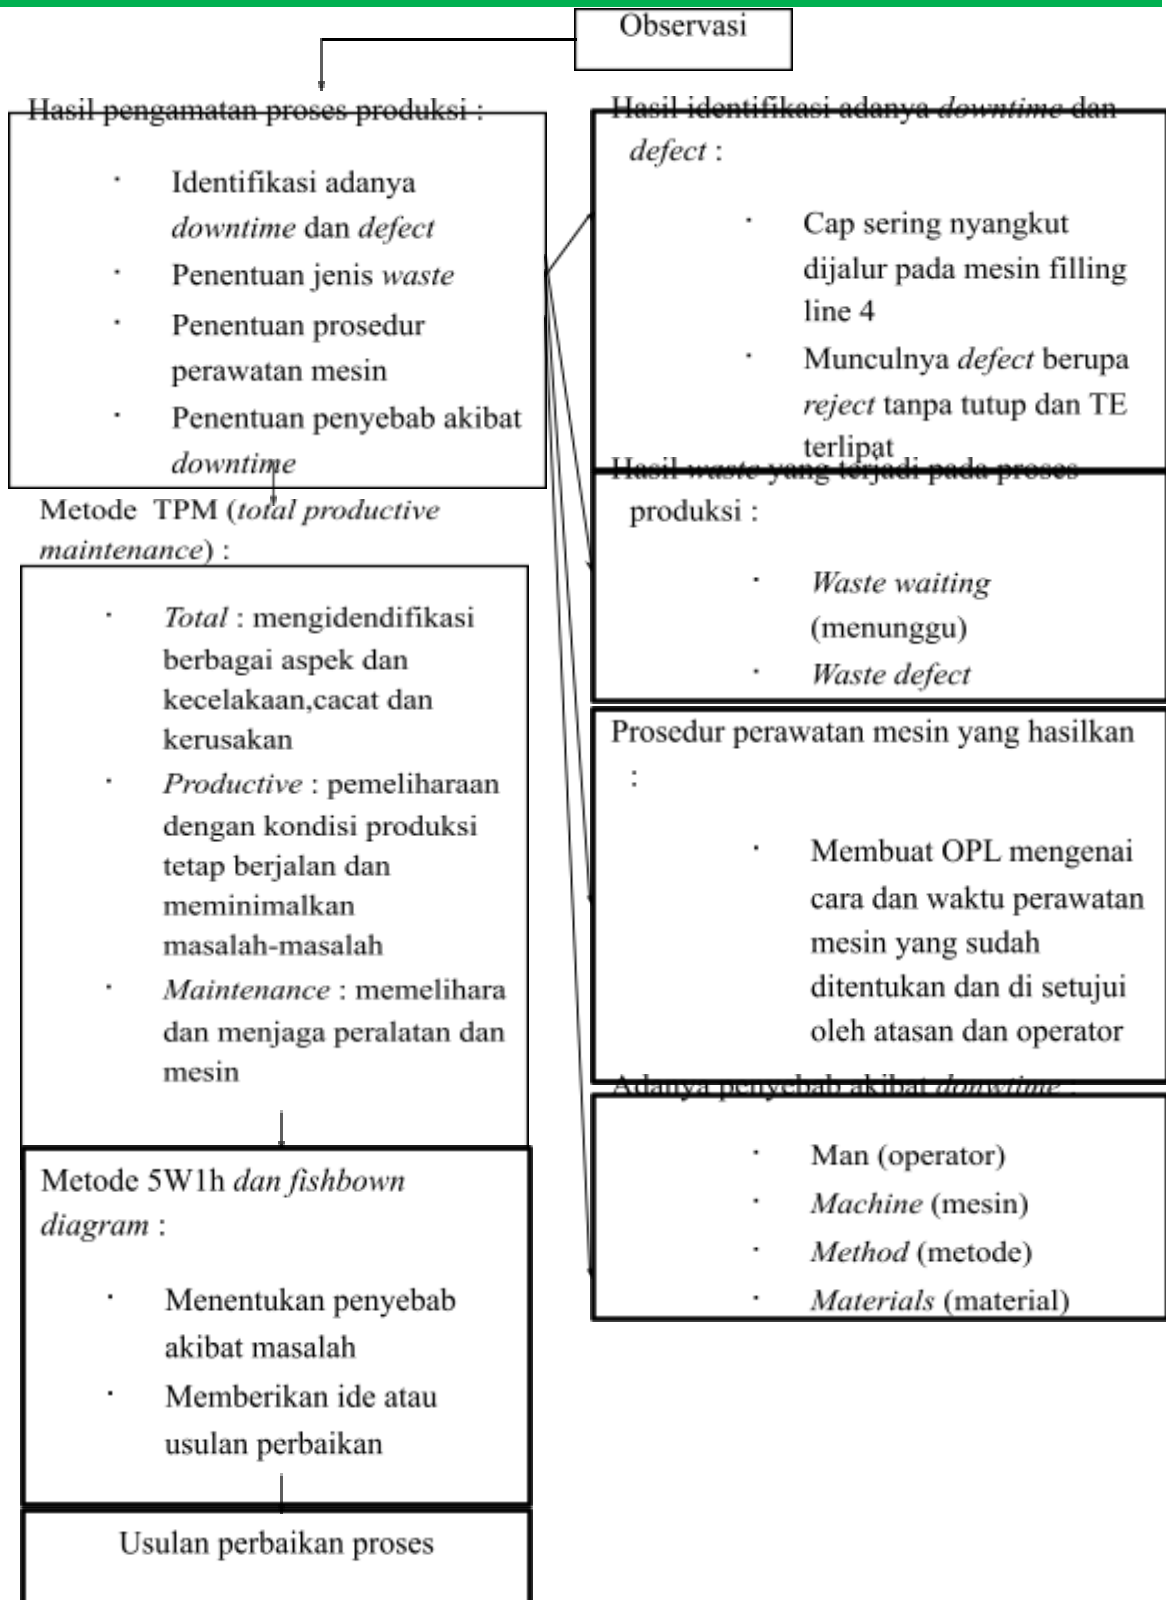 Observasi
Hasil pengamatan proses produksi :
· Identifikasi adanya
downtime dan defect
· Penentuan jenis waste
· Penentuan prosedur
perawatan mesin
· Penentuan penyebab akibat
downtime
Metode TPM (total productive
maintenance) :
· Total : mengidendifikasi
berbagai aspek dan
kecelakaan,cacat dan
kerusakan
· Productive : pemeliharaan
dengan kondisi produksi
tetap berjalan dan
meminimalkan
masalah-masalah
· Maintenance : memelihara
dan menjaga peralatan dan
mesin
Metode 5W1h dan fishbown
diagram :
· Menentukan penyebab
akibat masalah
· Memberikan ide atau
usulan perbaikan
Usulan perbaikan proses
Hasil identifikasi adanya downtime dan
defect :
· Cap sering nyangkut
dijalur pada mesin filling
line 4
· Munculnya defect berupa
reject tanpa tutup dan TE
terlipat
Hasil waste yang terjadi pada proses
produksi :
· Waste waiting
(menunggu)
· Waste defect
Prosedur perawatan mesin yang hasilkan
:
· Membuat OPL mengenai
cara dan waktu perawatan
mesin yang sudah
ditentukan dan di setujui
oleh atasan dan operator
Adanya penyebab akibat donwtime :
· Man (operator)
· Machine (mesin)
· Method (metode)
· Materials (material)